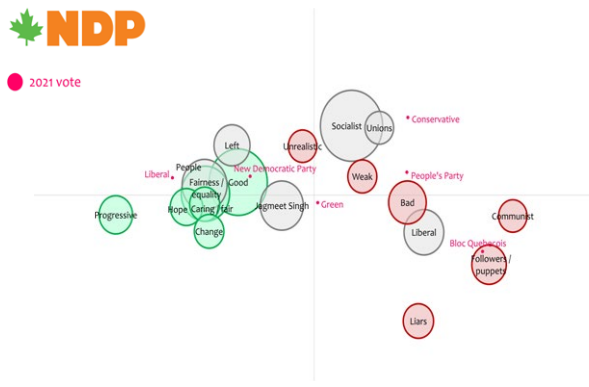 NDP
2021 vote
Conservative
Socialist
Unions
Left
Unrealistic
People
New Democratic Party
Liberal
People's Party
Weak
Fairness /
equality
Good
Jagmeet Singh
Green
Bad
Progressive
Hope
Caring / fair
Communist
Change
Liberal
Bloc Quebecois
Followers /
puppets
Liars